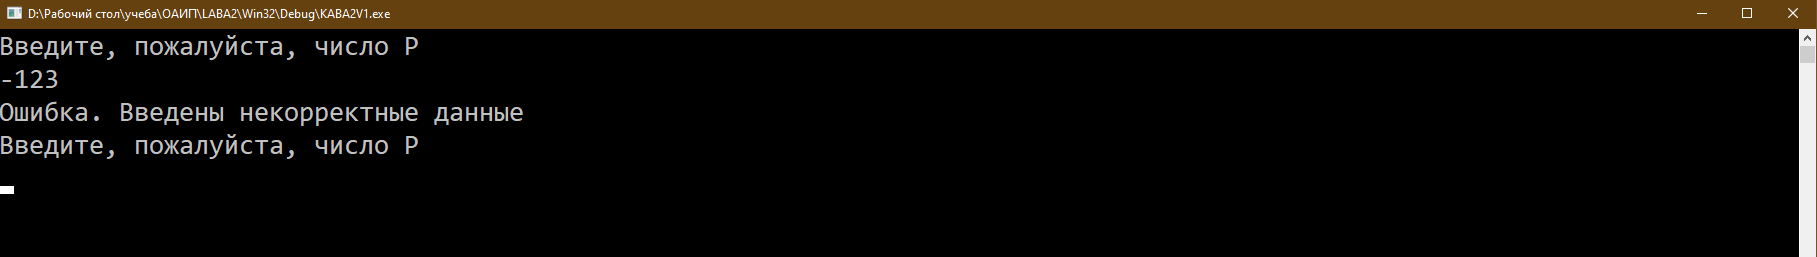 D:\Рабочий стол\учеба\ОАИП\LABA2\Win32\Debug\KABA2V1.exe
Введите, пожалуйста, число P
-123
Ошибка. Введены некорректные данные
Введите, пожалуйста, число P